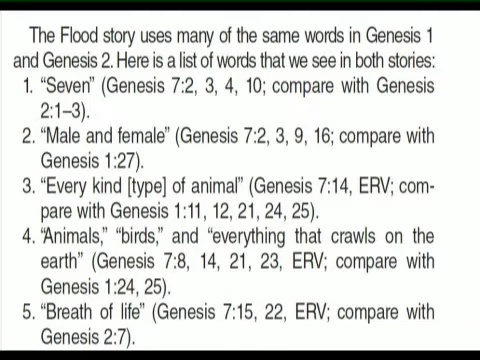 The Flood story uses many of the same words in Genesis 1
and Genesis 2. Here is a list of words that we see in both stories:
1. “Seven” (Genesis 7:2, 3, 4, 10; compare with Genesis
2:1–3).
2. “Male and female” (Genesis 7:2, 3, 9, 16; compare with
Genesis 1:27).
3. “Every kind [type] of animal” (Genesis 7:14, ERV; com-
pare with Genesis 1:11, 12, 21, 24, 25).
4. “Animals,” “birds,” and “everything that crawls on the
earth” (Genesis 7:8, 14, 21, 23, ERV; compare with
Genesis 1:24, 25).
5. “Breath of life” (Genesis 7:15, 22, ERV; compare with
Genesis 2:7).